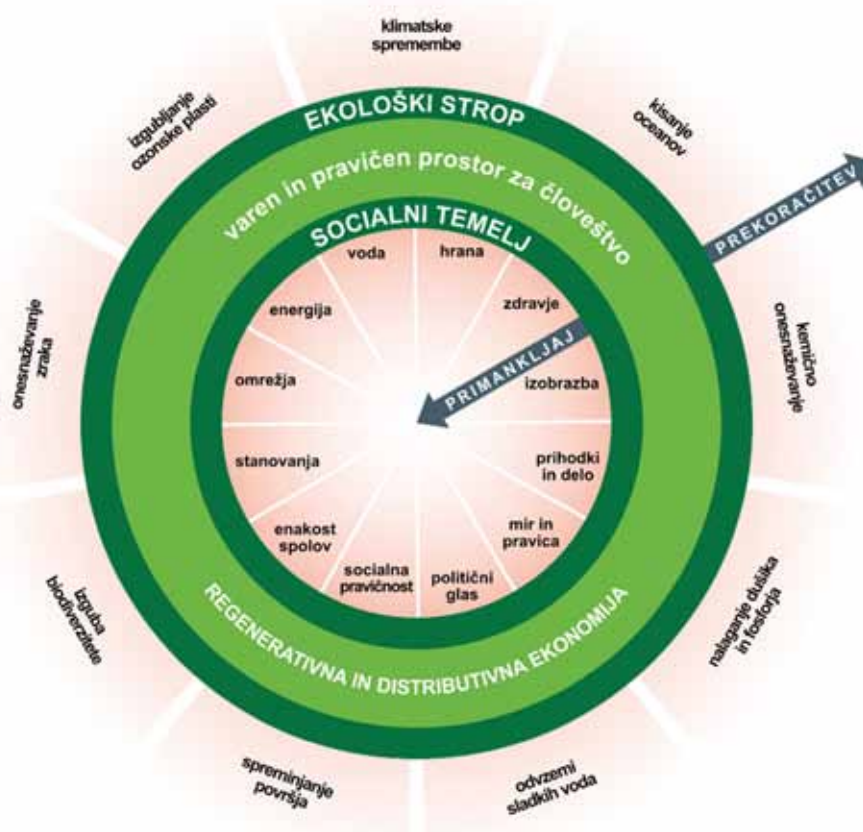 klimatske
spremembe
izgubljanje
ozonske plasti
kisanje
oceanov
EKOLOŠKI STROP
varen in pravičen prostor za človeštvo
SOCIALNI TEMELJ
PREKORAČITEV
voda
hrana
energija
zdravje
PRIMANKLJAJ
onesnaževanje
zraka
kemično
onesnaževanje
omrežja
izobrazba
stanovanja
prihodki
in delo
enakost
spolov
mir in
pravica
socialna
pravičnost
politični
glas
izguba
biodiverzitete
REGENERATIVNA IN DISTRIBUTIVNA EKONOMIJA
nalaganje dušika
in fosforja
spreminjanje
površja
odvzemi
sladkih voda